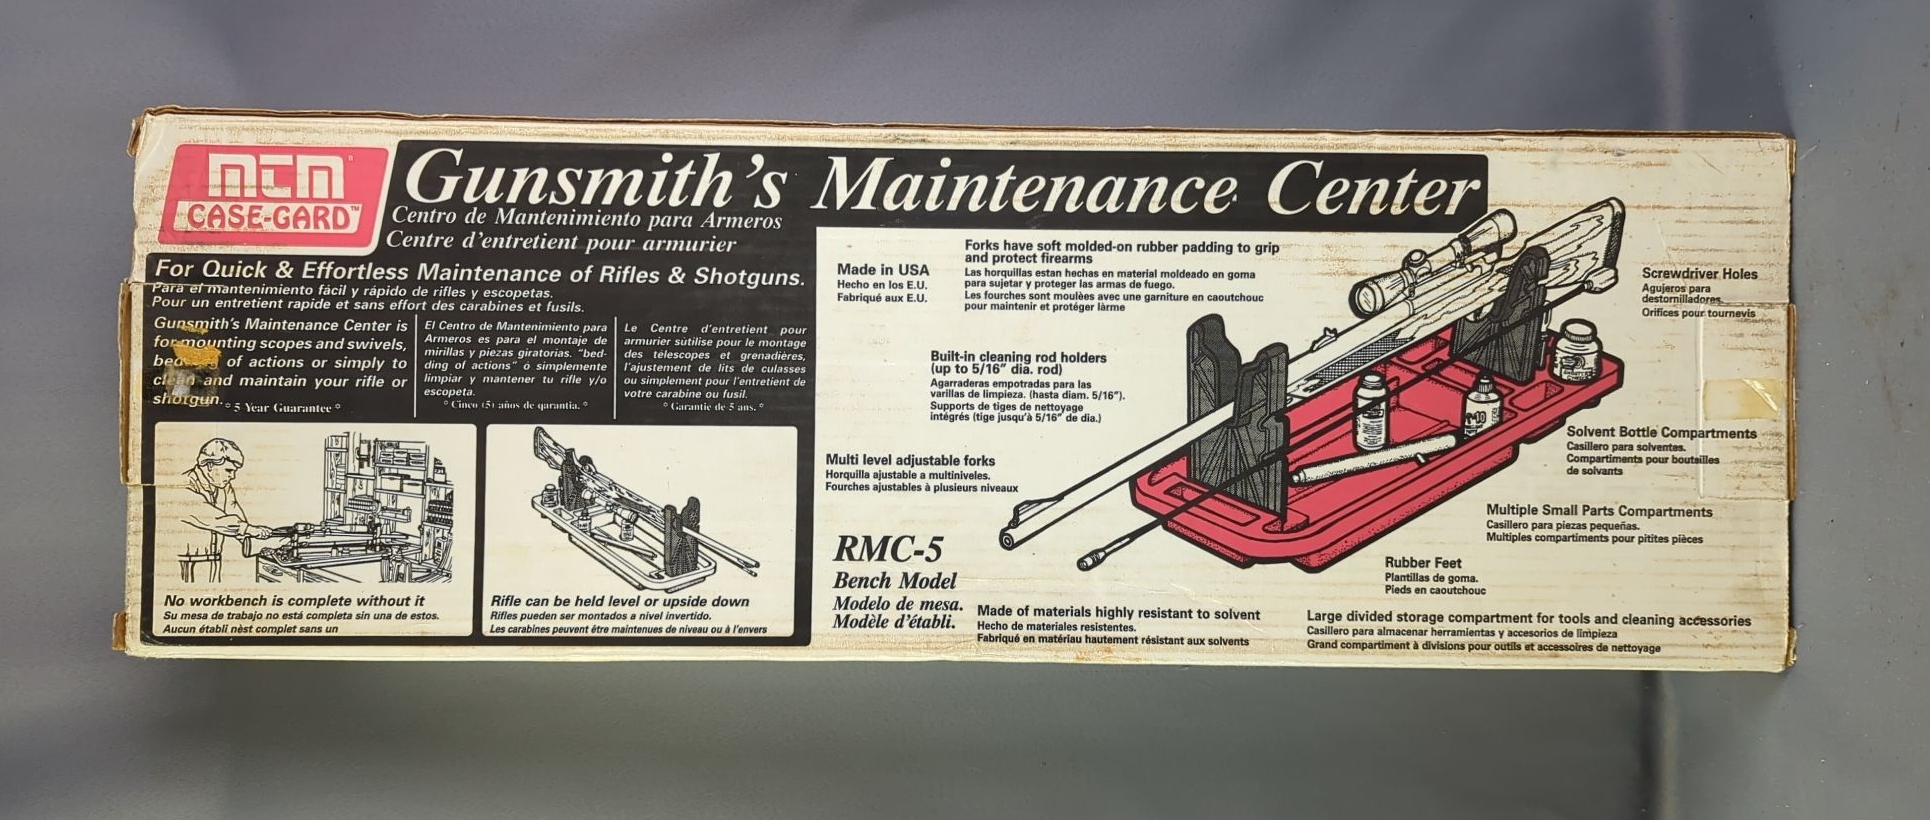 MTM
CASE-GARD™
Gunsmith's Maintenance Center
Centro de Mantenimiento para Armeros
Centre d'entretient pour armurier
For Quick & Effortless Maintenance of Rifles & Shotguns.
Para el mantenimiento fácil y rápido de rifles y escopetas.
Pour un entretient rapide et sans effort des carabines et fusils.
Gunsmith's Maintenance Center is
for mounting scopes and swivels,
of actions or simply to
clean and maintain your rifle or
shotgun.
* 5 Year Guarantee *
El Centro de Mantenimiento para
Armeros es para el montaje de
mirillas y piezas giratorias. "bed-
ding of actions" ó simplemente
limpiar y mantener tu rifle y/o
escopeta.
* Cinco (5) años de qarantia. *
Le Centre d'entretient pour
armurier sùtilise pour le montage
des télescopes et grenadières,
l'ajustement de lits de culasses
ou simplement pour l'entretient de
votre carabine ou fusil.
* Garantie de 5 ans. *
No workbench is complete without it
Su mesa de trabajo no está completa sin una de estos.
Aucun établi nèst complet sans un
Rifle can be held level or upside down
Rifles pueden ser montados a nivel invertido.
Les carabines peuvent être maintenues de niveau ou à l'envers
Made in USA
Hecho en los E.U.
Fabriqué aux E.U.
Forks have soft molded-on rubber padding to grip
and protect firearms
Las horquillas estan hechas en material moldeado en goma
para sujetar y proteger las armas de fuego.
Les fourches sont moulèes avec une garniture en caoutchouc
pour maintenir et protéger làrme
Built-in cleaning rod holders
(up to 5/16" dia. rod)
Agarraderas empotradas para las
varillas de limpieza. (hasta diam. 5/16").
Supports de tiges de nettoyage
intégrés (tige jusqu'à 5/16" de dia.)
Multi level adjustable forks
Horquilla ajustable a multiniveles.
Fourches ajustables à plusieurs niveaux
RMC-5
Bench Model
Modelo de mesa.
Modèle d'établi.
Made of materials highly resistant to solvent
Hecho de materiales resistentes.
Fabriqué en matériau hautement résistant aux solvents
Screwdriver Holes
Agujeros para
destornilladores
Orifices pour tournevis
Solvent Bottle Compartments
Casillero para solventes.
Compartiments pour bouteilles
de solvants
Multiple Small Parts Compartments
Casillero para piezas pequeñas.
Multiples compartiments pour pitites pièces
Rubber Feet
Plantillas de goma.
Pieds en caoutchouc
Large divided storage compartment for tools and cleaning accessories
Casillero para almacenar herramientas y accesorios de limpieza
Grand compartiment à divisions pour outils et accessoires de nettoyage